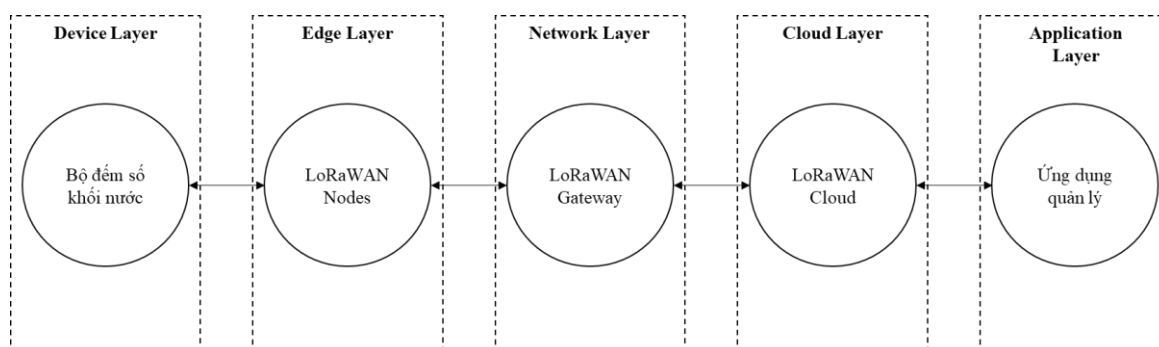 Device Layer
Edge Layer
Network Layer
Cloud Layer
Application
Layer
Bộ đếm số
khối nước
LoRaWAN
Nodes
LoRaWAN
Gateway
LoRaWAN
Cloud
Ứng dụng
quản lý